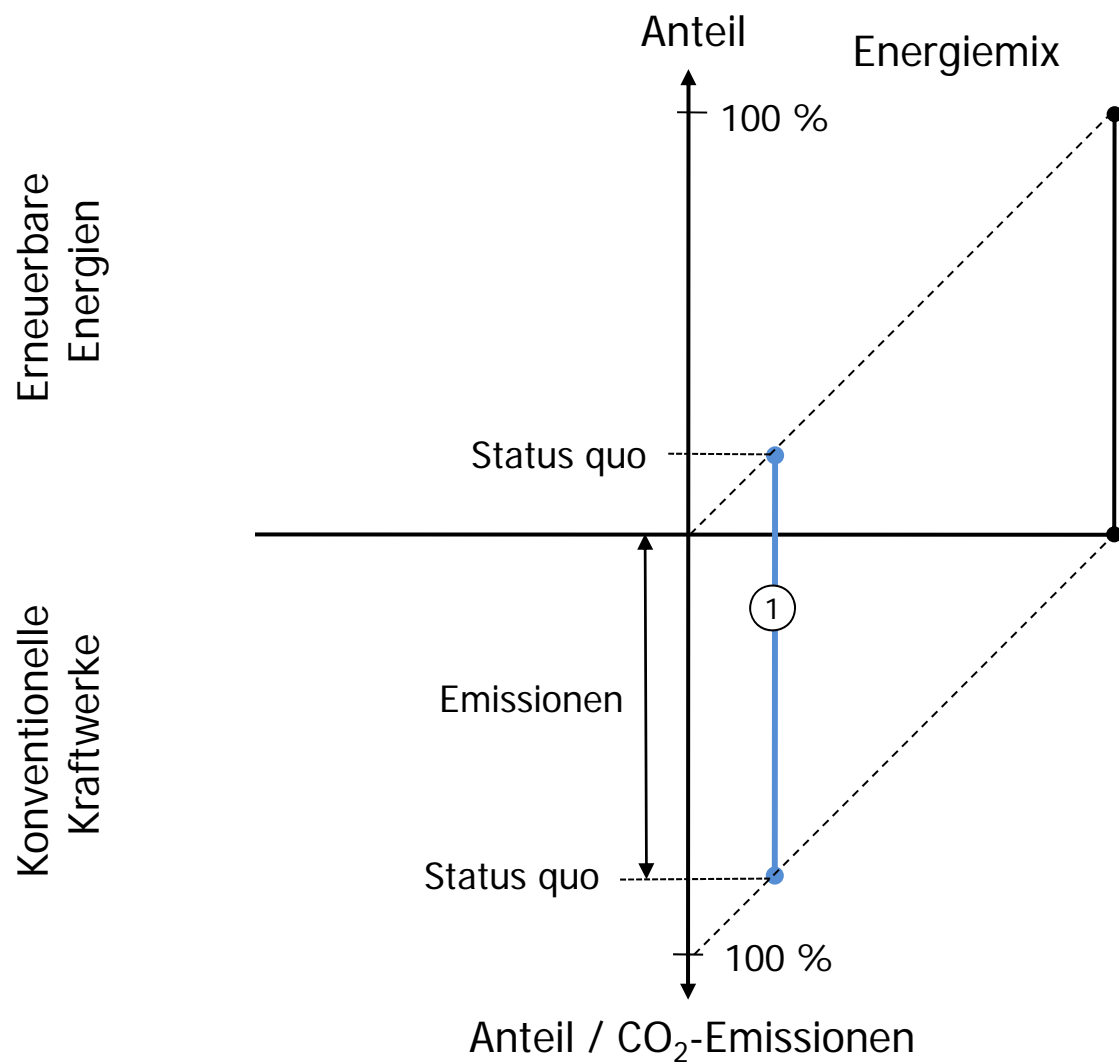 Anteil
Energiemix
100 %
Erneuerbare
Energien
Status quo
1
Emissionen
Konventionelle
Kraftwerke
Status quo
100 %
Anteil / CO₂-Emissionen